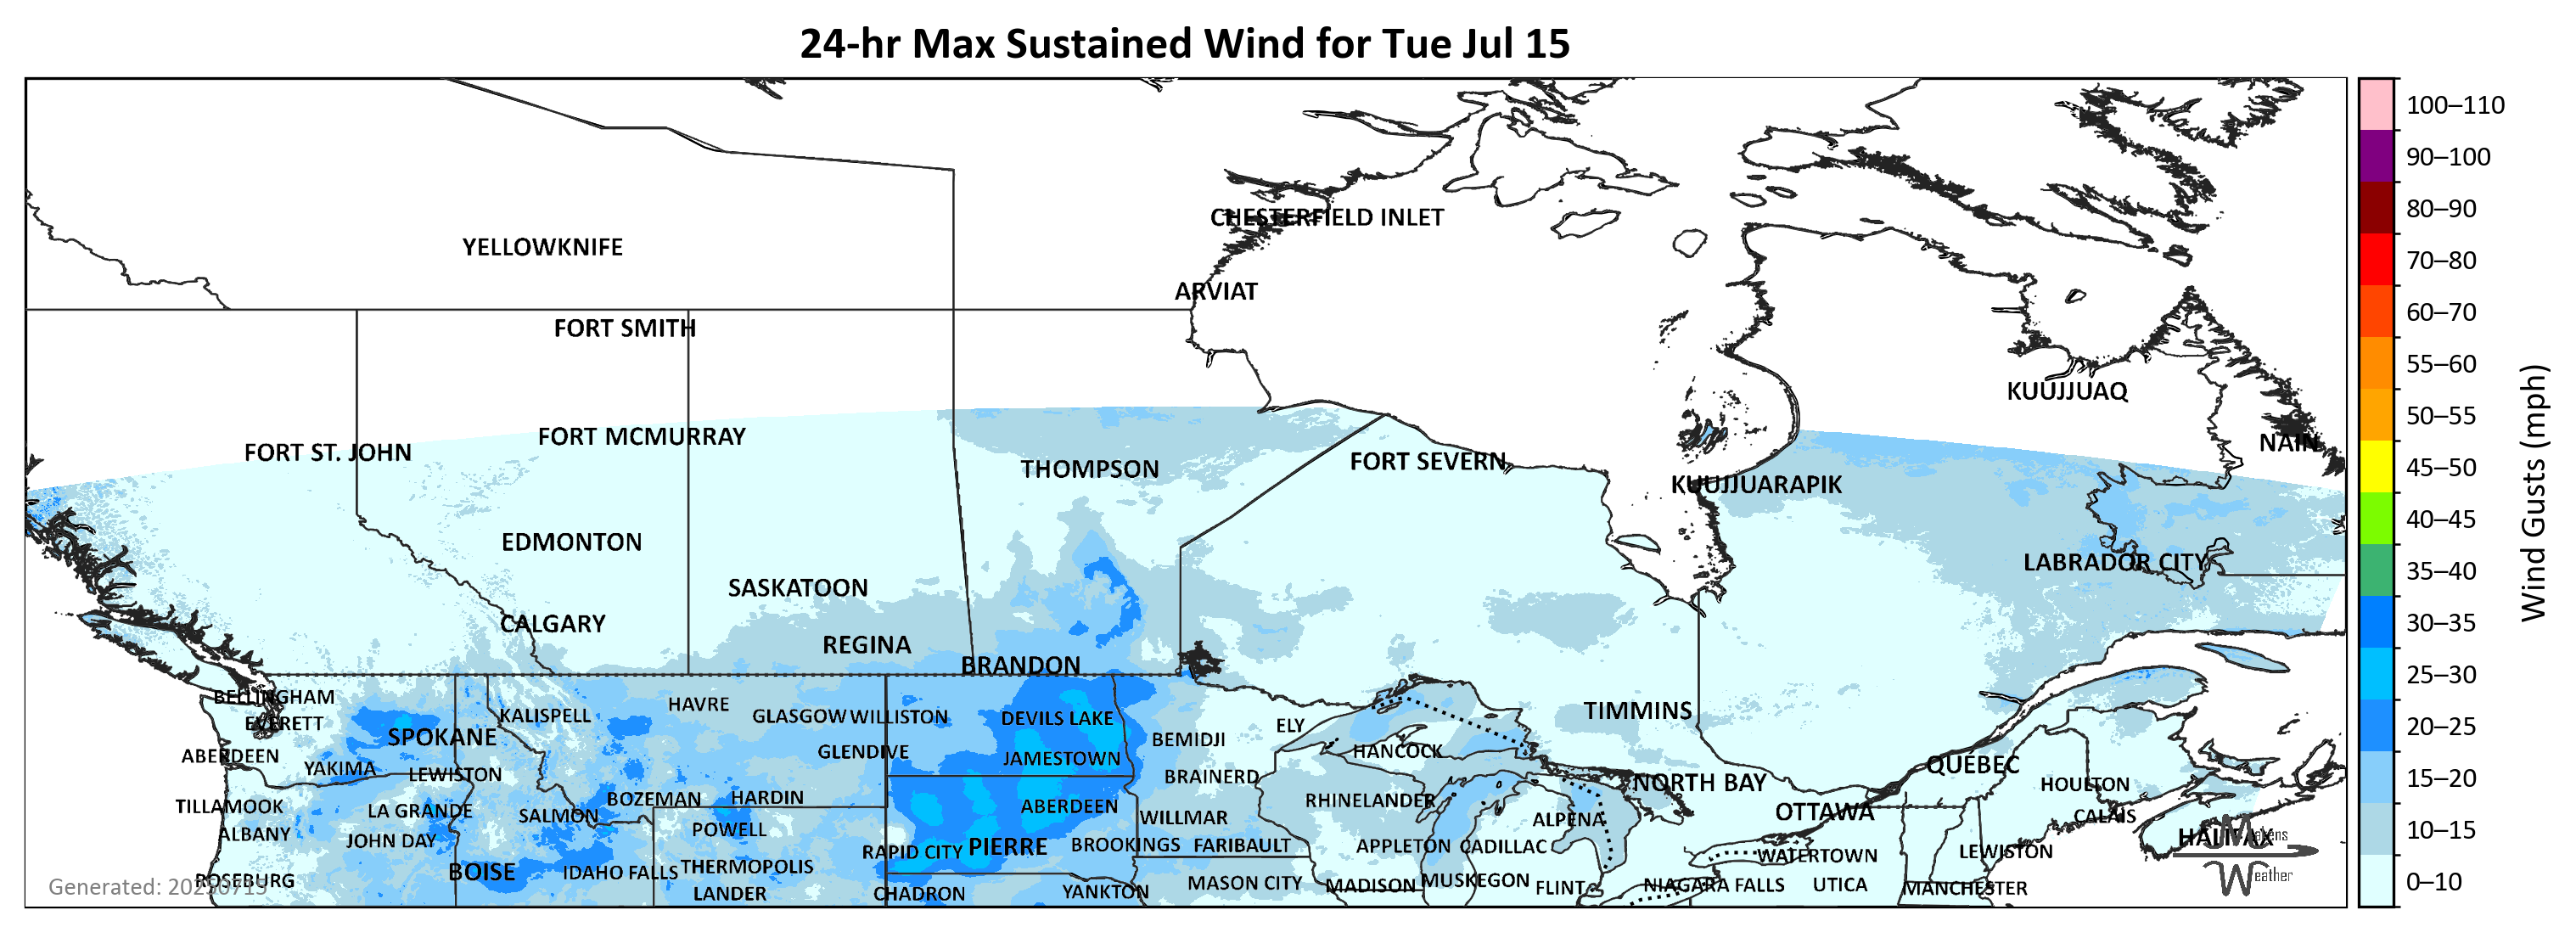 24-hr Max Sustained Wind for Tue Jul 15
CHESTERFIELD INLET
YELLOWKNIFE
ARVIAT
FORT SMITH
KUUJJUAQ
FORT MCMURRAY
NAIN
FORT ST. JOHN
FORT SEVERN
THOMPSON
KUUJJUARAPIK
EDMONTON
LABRADOR CITY
SASKATOON
CALGARY
REGINA
BRANDON
BELLINGHAM
HAVRE
KALISPELL
GLASGOW WILLISTON
DEVILS LAKE
TIMMINS
EVERETT
ELY
SPOKANE
BEMIDJI
HANCOCK
ABERDEEN
GLENDIVE
JAMESTOWN
QUÉBEC
YAKIMA
LEWISTON
BRAINERD
NORTH BAY
HOULTON
BOZEMAN
HARDIN
RHINELANDER
TILLAMOOK
LA GRANDE
SALMON
ABERDEEN
WILLMAR
ALPENA
OTTAWA
CALAIS
ALBANY
JOHN DAY
POWELL
HALIFAX
RAPID CITY
PIERRE
BROOKINGS
FARIBAULT
APPLETON
CADILLAC
WATERTOWN
LEWISTON
BOISE
IDAHO FALLS
THERMOPOLIS
ROSEBURG
MASON CITY
MADISON
MUSKEGON
FLINT
NIAGARA FALLS
UTICA
MANCHESTER
LANDER
CHADRON
YANKTON
Generated: 20250715
Weather
100–110
90–100
80–90
70–80
60–70
55–60
50–55
45–50
40–45
35–40
30–35
25–30
20–25
15–20
10–15
0–10
Wind Gusts (mph)